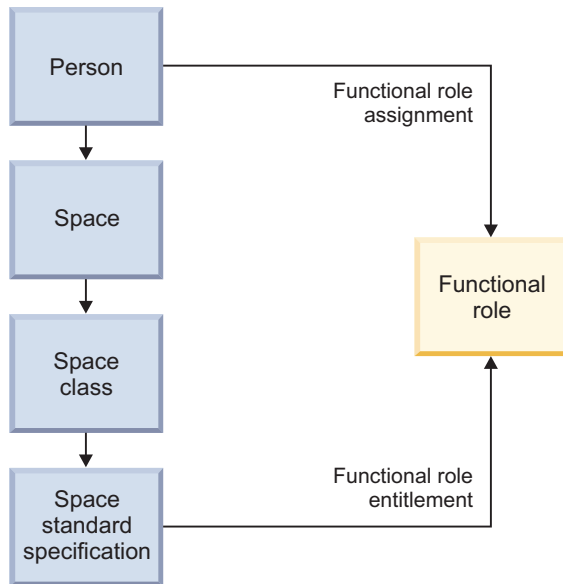 Person
Functional role
assignment
Space
Functional
role
Space
class
Functional role
entitlement
Space
standard
specification